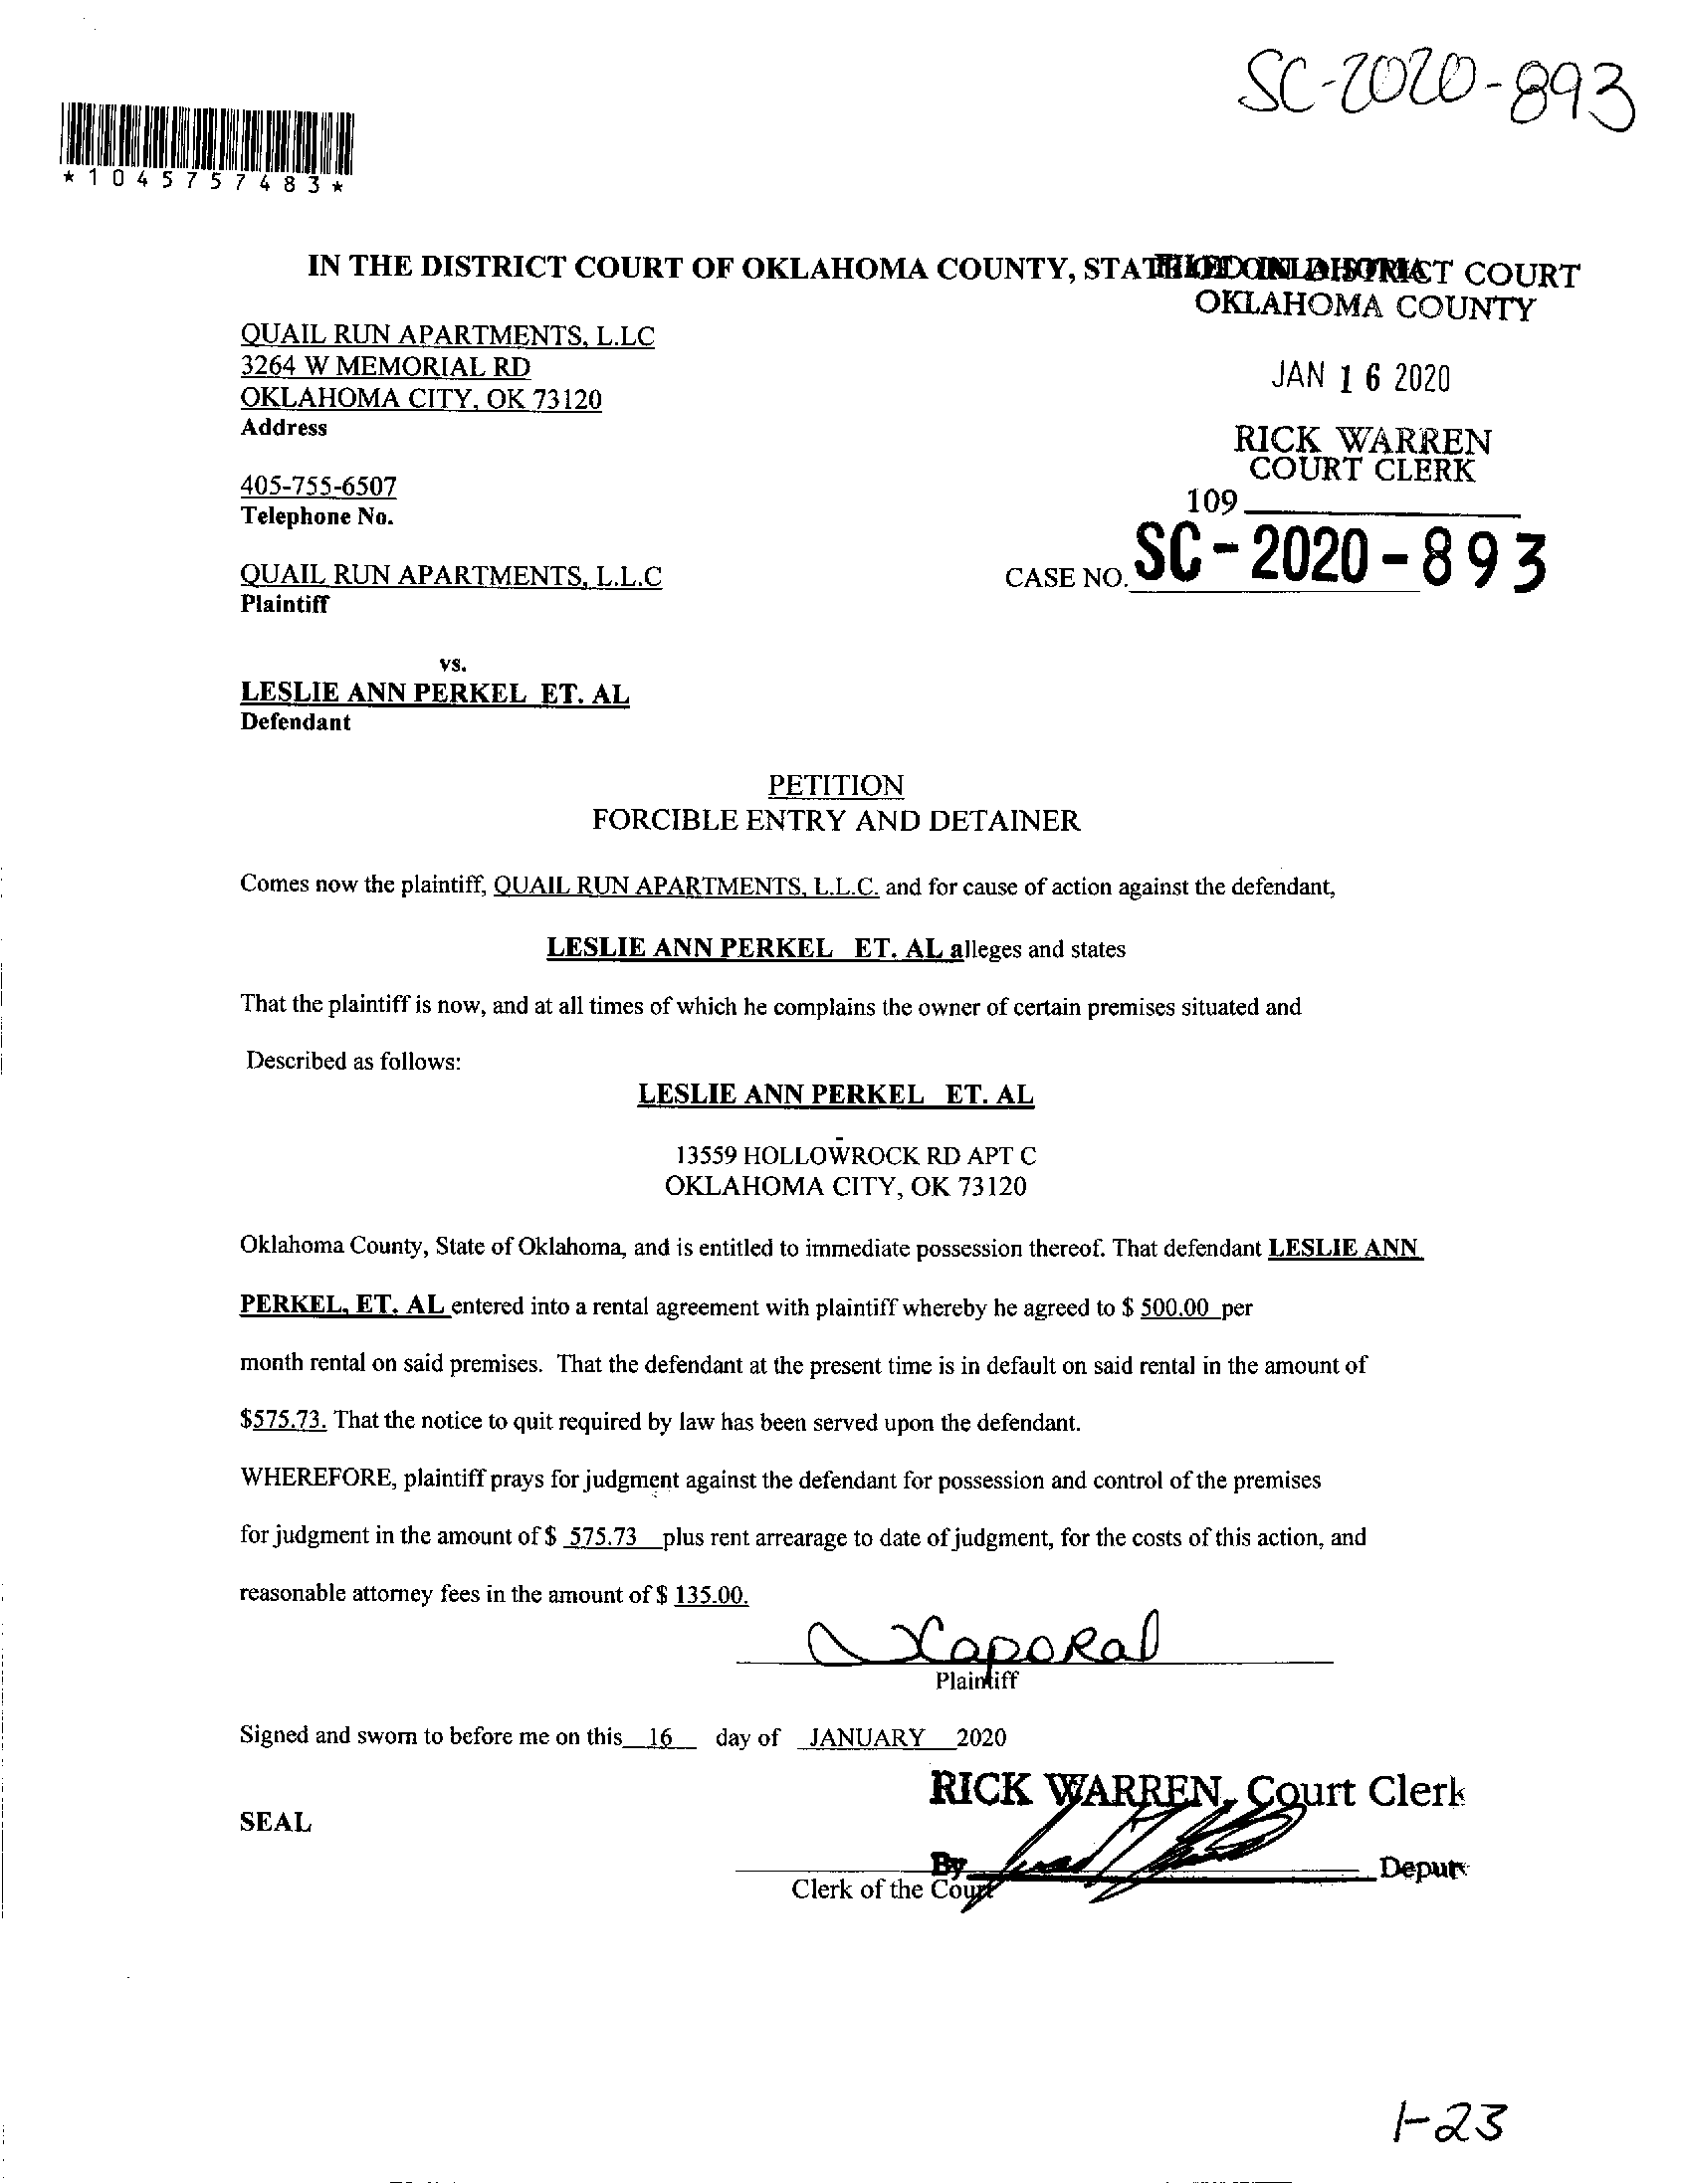 SC-2020-893
*1045757483*
IN THE DISTRICT COURT OF OKLAHOMA COUNTY, STATE OF OKLAHOMA
FILED IN DISTRICT COURT
OKLAHOMA COUNTY
QUAIL RUN APARTMENTS, L.LC
3264 W MEMORIAL RD
OKLAHOMA CITY, OK 73120
Address
JAN 16 2020
RICK WARREN
COURT CLERK
109
405-755-6507
Telephone No.
QUAIL RUN APARTMENTS, L.L.C
Plaintiff
CASE NO. SC-2020-893
vs.
LESLIE ANN PERKEL ET. AL
Defendant
PETITION
FORCIBLE ENTRY AND DETAINER
Comes now the plaintiff, QUAIL RUN APARTMENTS, L.L.C. and for cause of action against the defendant,
LESLIE ANN PERKEL ET. AL alleges and states
That the plaintiff is now, and at all times of which he complains the owner of certain premises situated and
Described as follows:
LESLIE ANN PERKEL ET. AL
13559 HOLLOWROCK RD APT C
OKLAHOMA CITY, OK 73120
Oklahoma County, State of Oklahoma, and is entitled to immediate possession thereof. That defendant LESLIE ANN
PERKEL, ET. AL entered into a rental agreement with plaintiff whereby he agreed to $ 500.00 per
month rental on said premises. That the defendant at the present time is in default on said rental in the amount of
$575.73. That the notice to quit required by law has been served upon the defendant.
WHEREFORE, plaintiff prays for judgment against the defendant for possession and control of the premises
for judgment in the amount of $ 575.73 plus rent arrearage to date of judgment, for the costs of this action, and
reasonable attorney fees in the amount of $ 135.00.
Plaintiff
Signed and sworn to before me on this 16 day of JANUARY 2020
RICK WARREN, Court Clerk
SEAL
By Deputy
Clerk of the Court
1-23